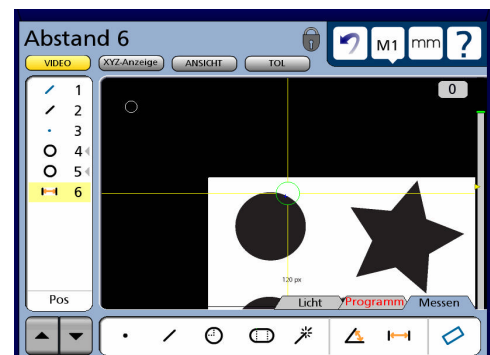 Abstand 6
M1
mm
?
VIDEO
XYZ-Anzeige
ANSICHT
TOL
0
1
2
3
4
5
6
120 px
Pos
Licht
Programm
Messen